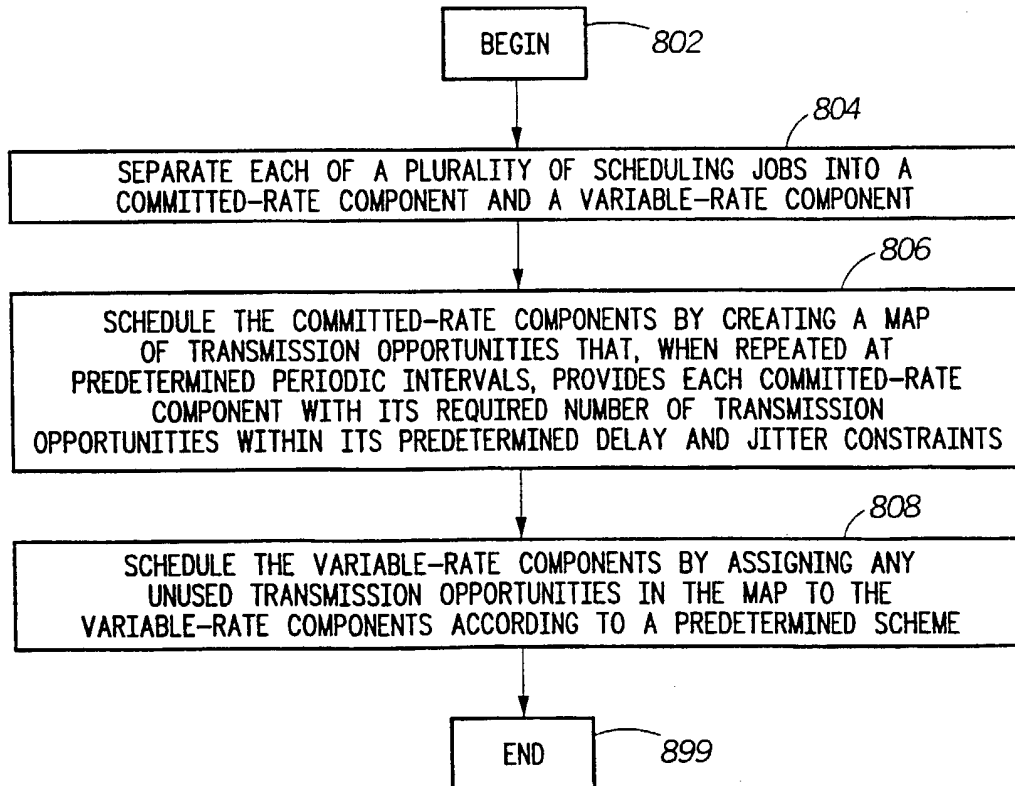 BEGIN
802
804
SEPARATE EACH OF A PLURALITY OF SCHEDULING JOBS INTO A
COMMITTED-RATE COMPONENT AND A VARIABLE-RATE COMPONENT
806
SCHEDULE THE COMMITTED-RATE COMPONENTS BY CREATING A MAP
OF TRANSMISSION OPPORTUNITIES THAT, WHEN REPEATED AT
PREDETERMINED PERIODIC INTERVALS, PROVIDES EACH COMMITTED-RATE
COMPONENT WITH ITS REQUIRED NUMBER OF TRANSMISSION
OPPORTUNITIES WITHIN ITS PREDETERMINED DELAY AND JITTER CONSTRAINTS
808
SCHEDULE THE VARIABLE-RATE COMPONENTS BY ASSIGNING ANY
UNUSED TRANSMISSION OPPORTUNITIES IN THE MAP TO THE
VARIABLE-RATE COMPONENTS ACCORDING TO A PREDETERMINED SCHEME
END
899